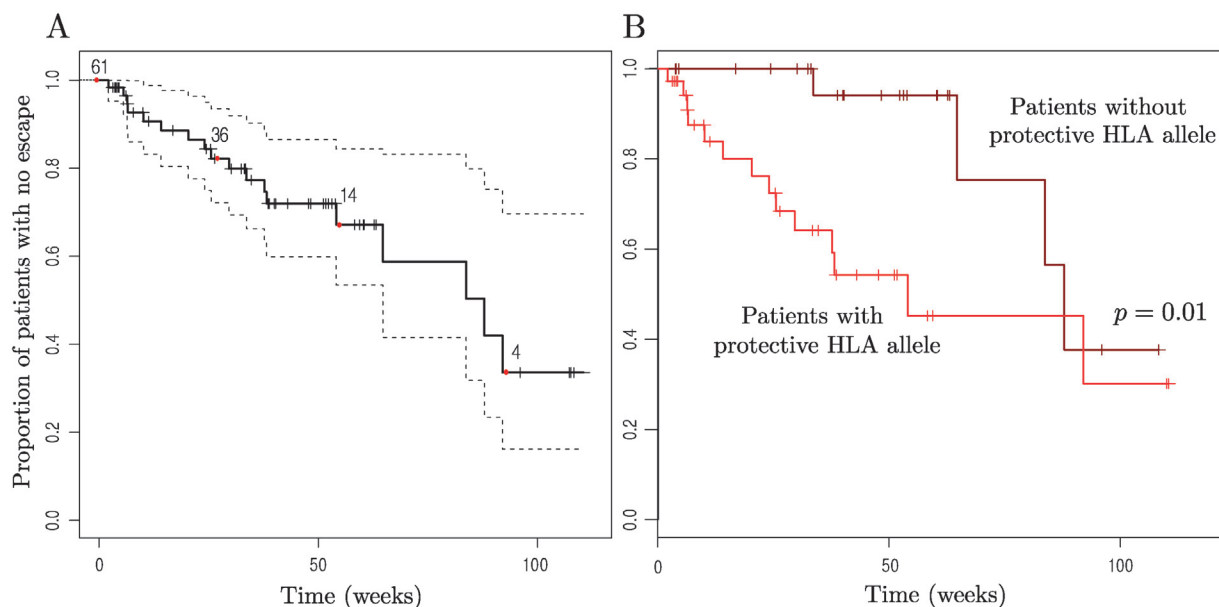 A
B
Proportion of patients with no escape
1.0
0.8
0.6
0.4
0.2
0.0
61
36
14
4
0
50
100
Time (weeks)
1.0
0.8
0.6
0.4
0.2
0.0
Patients without
protective HLA allele
Patients with
protective HLA allele
p = 0.01
0
50
100
Time (weeks)